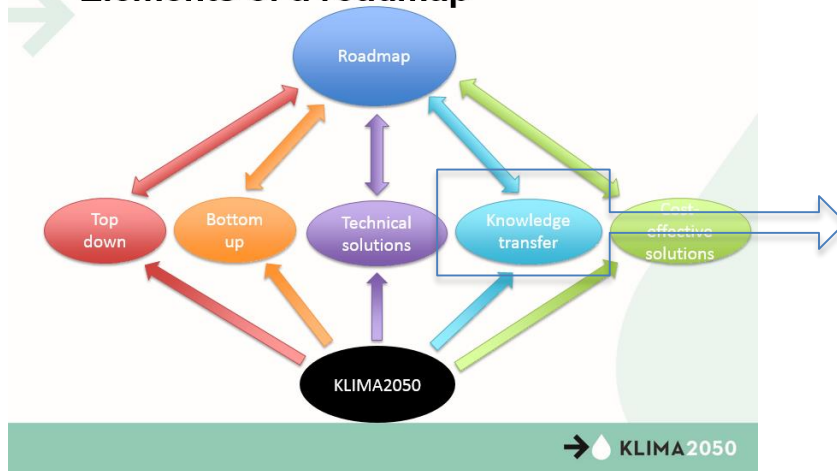 Elements of a roadmap
Roadmap
Top
down
Bottom
up
Technical
solutions
Knowledge
transfer
Cost-
effective
solutions
KLIMA2050
KLIMA2050